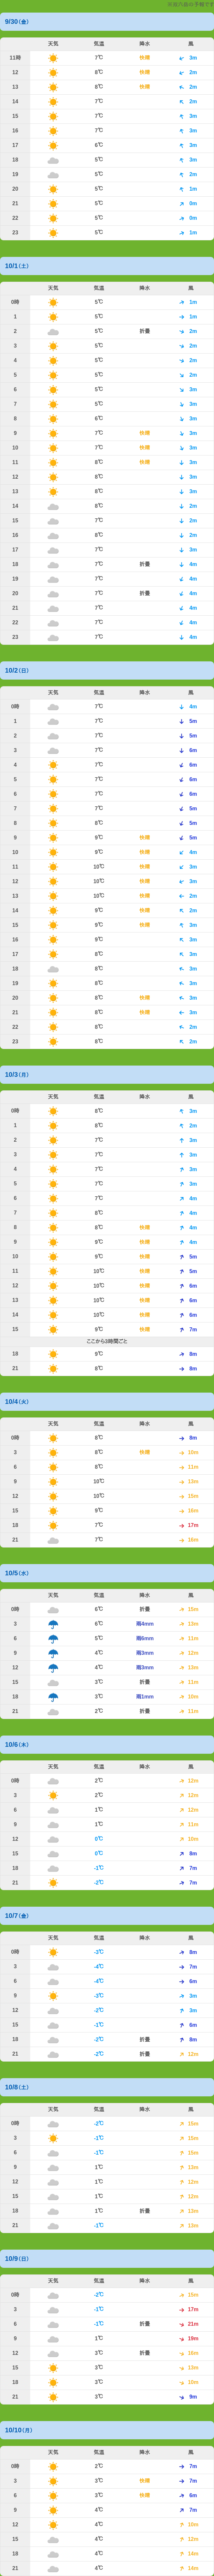 9/30(金)
天気 気温 降水 風
11時 7℃ 快晴 3m
12 8℃ 快晴 2m
13 8℃ 快晴 2m
14 7℃ 2m
15 7℃ 3m
16 7℃ 3m
17 6℃ 3m
18 5℃ 3m
19 5℃ 2m
20 5℃ 1m
21 5℃ 0m
22 5℃ 0m
23 5℃ 1m
10/1(土)
天気 気温 降水 風
0時 5℃ 1m
1 5℃ 1m
2 5℃ 折畳 2m
3 5℃ 2m
4 5℃ 2m
5 5℃ 2m
6 5℃ 3m
7 5℃ 3m
8 6℃ 3m
9 7℃ 快晴 3m
10 7℃ 快晴 3m
11 8℃ 快晴 3m
12 8℃ 3m
13 8℃ 3m
14 8℃ 2m
15 7℃ 2m
16 8℃ 2m
17 7℃ 3m
18 7℃ 折畳 4m
19 7℃ 4m
20 7℃ 折畳 4m
21 7℃ 4m
22 7℃ 4m
23 7℃ 4m
10/2(日)
天気 気温 降水 風
0時 7℃ 4m
1 7℃ 5m
2 7℃ 5m
3 7℃ 6m
4 7℃ 6m
5 7℃ 6m
6 7℃ 6m
7 7℃ 5m
8 8℃ 5m
9 9℃ 快晴 5m
10 9℃ 快晴 4m
11 10℃ 快晴 3m
12 10℃ 快晴 3m
13 10℃ 快晴 2m
14 9℃ 快晴 2m
15 9℃ 快晴 3m
16 9℃ 3m
17 8℃ 3m
18 8℃ 3m
19 8℃ 3m
20 8℃ 快晴 3m
21 8℃ 快晴 3m
22 8℃ 2m
23 8℃ 2m
10/3(月)
天気 気温 降水 風
0時 8℃ 3m
1 8℃ 2m
2 7℃ 3m
3 7℃ 3m
4 7℃ 3m
5 7℃ 3m
6 7℃ 4m
7 8℃ 4m
8 8℃ 快晴 4m
9 9℃ 快晴 4m
10 9℃ 快晴 5m
11 10℃ 快晴 5m
12 10℃ 快晴 6m
13 10℃ 快晴 6m
14 10℃ 快晴 6m
15 9℃ 快晴 7m
ここから3時間ごと
18 9℃ 8m
21 8℃ 8m
10/4(火)
天気 気温 降水 風
0時 8℃ 8m
3 8℃ 快晴 10m
6 8℃ 11m
9 10℃ 13m
12 10℃ 15m
15 9℃ 16m
18 7℃ 17m
21 7℃ 16m
10/5(水)
天気 気温 降水 風
0時 6℃ 折畳 15m
3 6℃ 雨4mm 13m
6 5℃ 雨6mm 11m
9 4℃ 雨3mm 12m
12 4℃ 雨3mm 13m
15 3℃ 折畳 11m
18 3℃ 雨1mm 10m
21 2℃ 折畳 11m
10/6(木)
天気 気温 降水 風
0時 2℃ 12m
3 2℃ 12m
6 1℃ 12m
9 1℃ 11m
12 0℃ 10m
15 0℃ 8m
18 -1℃ 7m
21 -2℃ 7m
10/7(金)
天気 気温 降水 風
0時 -3℃ 8m
3 -4℃ 7m
6 -4℃ 6m
9 -3℃ 3m
12 -2℃ 3m
15 -1℃ 6m
18 -2℃ 折畳 8m
21 -2℃ 折畳 12m
10/8(土)
天気 気温 降水 風
0時 -2℃ 15m
3 -1℃ 15m
6 -1℃ 15m
9 1℃ 13m
12 1℃ 12m
15 1℃ 12m
18 1℃ 折畳 13m
21 -1℃ 13m
10/9(日)
天気 気温 降水 風
0時 -2℃ 15m
3 -1℃ 17m
6 -1℃ 折畳 21m
9 1℃ 19m
12 3℃ 折畳 16m
15 3℃ 13m
18 3℃ 10m
21 3℃ 9m
10/10(月)
天気 気温 降水 風
0時 2℃ 7m
3 3℃ 快晴 7m
6 3℃ 快晴 6m
9 4℃ 7m
12 4℃ 10m
15 4℃ 12m
18 4℃ 14m
21 4℃ 14m